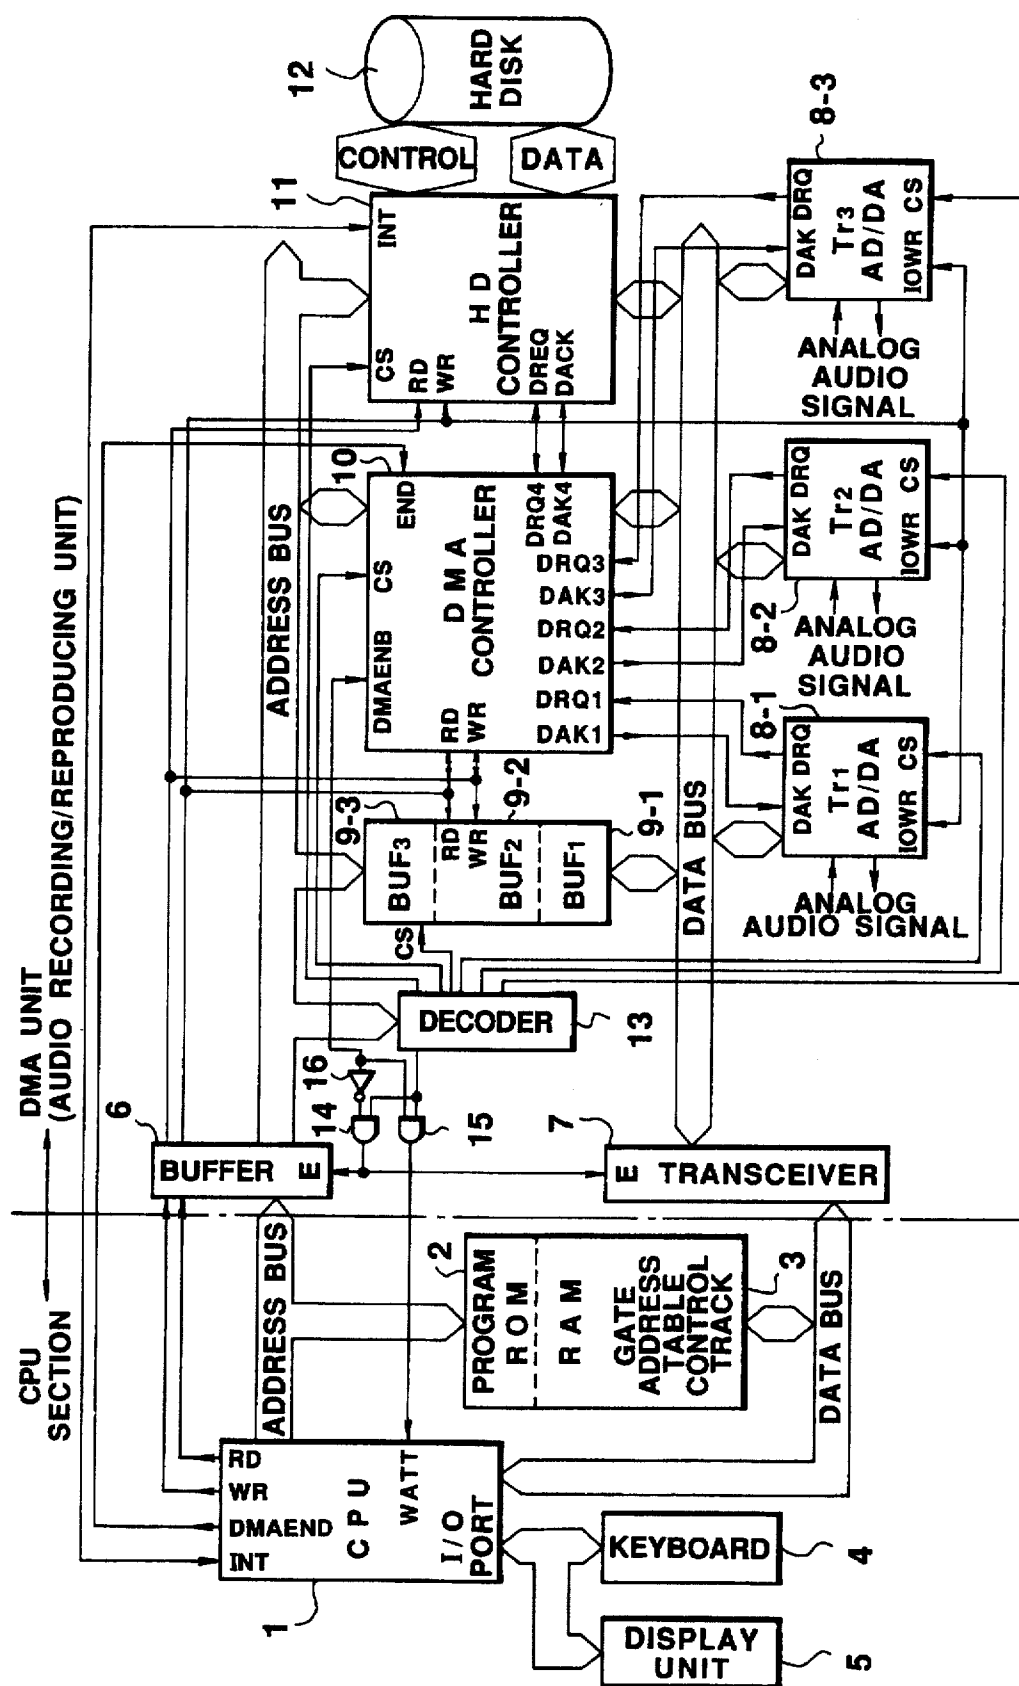 CPU
SECTION
DMA UNIT
(AUDIO RECORDING/REPRODUCING UNIT)
1
INT
DMAEND
WR
RD
C P U
WATT
I/O
PORT
ADDRESS BUS
2
PROGRAM
R O M
R A M
GATE
ADDRESS
TABLE
CONTROL
TRACK
3
DATA BUS
KEYBOARD
4
DISPLAY
UNIT
5
6
BUFFER E
7
E TRANSCEIVER
14
16
15
DECODER
13
ADDRESS BUS
CS
9-3
BUF3
RD
WR
9-2
BUF2
BUF1
9-1
DATA BUS
10
DMAENB
CS
END
RD
WR
D M A
CONTROLLER
DRQ4
DAK4
DRQ3
DAK3
DRQ2
DAK2
DRQ1
DAK1
11
CS
INT
RD
WR
H D
CONTROLLER
DREQ
DACK
CONTROL
DATA
12
HARD
DISK
8-1
DAK DRQ
Tr1
AD/DA
IOWR CS
ANALOG
AUDIO SIGNAL
8-2
DAK DRQ
Tr2
AD/DA
IOWR CS
ANALOG
AUDIO
SIGNAL
8-3
DAK DRQ
Tr3
AD/DA
IOWR CS
ANALOG
AUDIO
SIGNAL